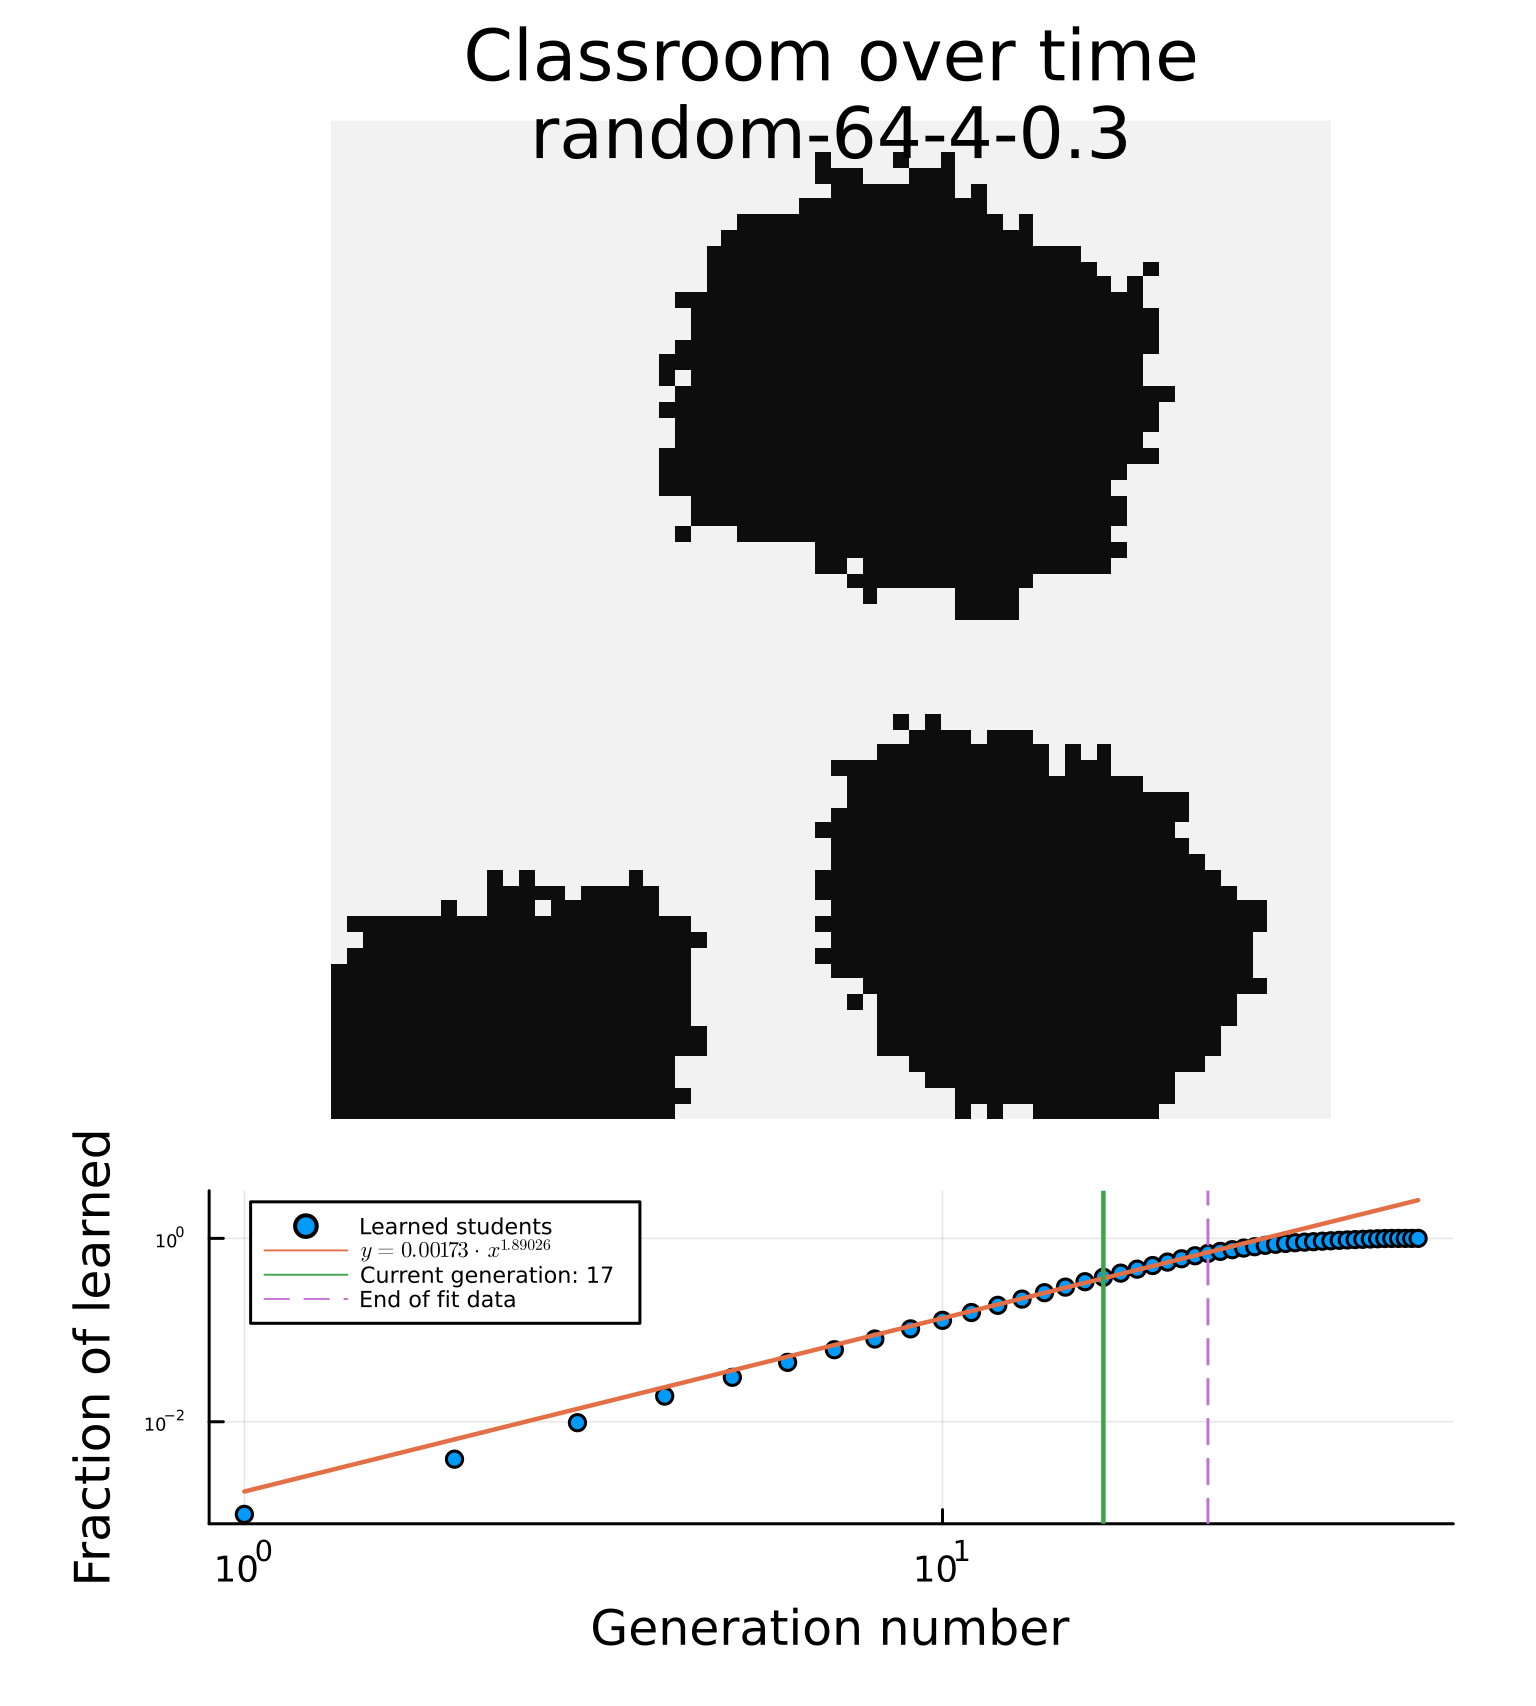 Classroom over time
random-64-4-0.3
Fraction of learned
Learned students
y = 0.00173 · x^1.89026
Current generation: 17
End of fit data
10^0
10^-2
10^0
10^1
Generation number